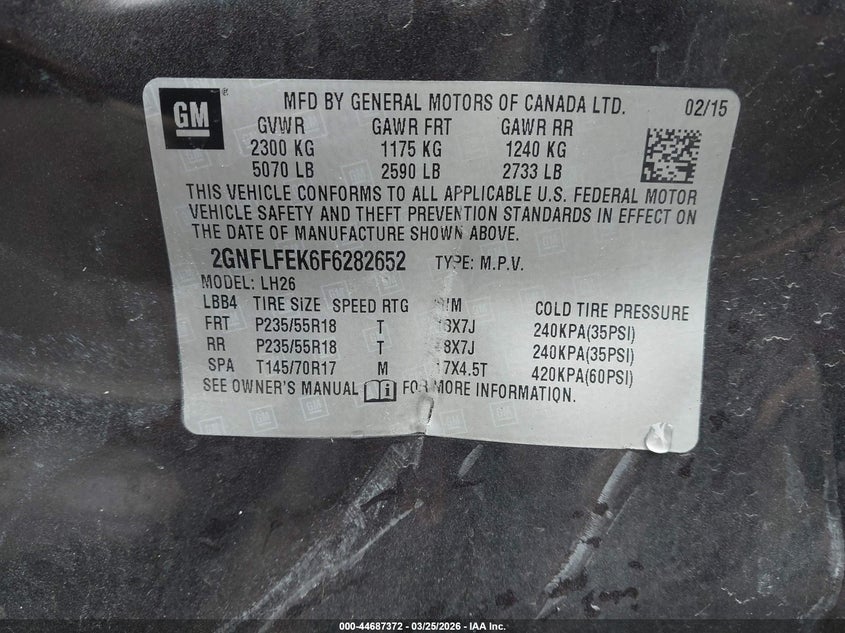 GM ® MFD BY GENERAL MOTORS OF CANADA LTD. 02/15
GVWR GAWR FRT GAWR RR
2300 KG 1175 KG 1240 KG
5070 LB 2590 LB 2733 LB
THIS VEHICLE CONFORMS TO ALL APPLICABLE U.S. FEDERAL MOTOR
VEHICLE SAFETY AND THEFT PREVENTION STANDARDS IN EFFECT ON
THE DATE OF MANUFACTURE SHOWN ABOVE.
2GNFLFEK6F6282652 TYPE: M.P.V.
MODEL: LH26
LBB4 TIRE SIZE SPEED RTG COLD TIRE PRESSURE
FRT P235/55R18 T 240KPA(35PSI)
RR P235/55R18 T 240KPA(35PSI)
SPA T145/70R17 M 17X4.5T 420KPA(60PSI)
SEE OWNER'S MANUAL FOR MORE INFORMATION.
000-44687372 | 03/25/2026 | IAA Inc.